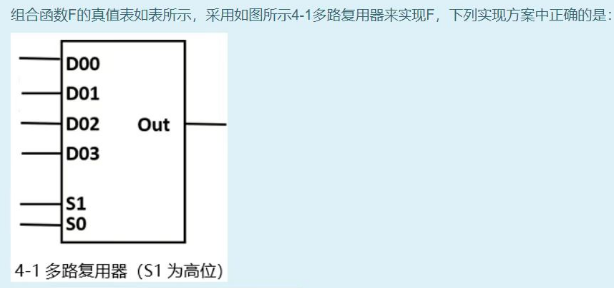 组合函数F的真值表如表所示，采用如图所示4-1多路复用器来实现F，下列实现方案中正确的是：
D00
D01
D02
Out
D03
S1
S0
4-1 多路复用器（S1 为高位）